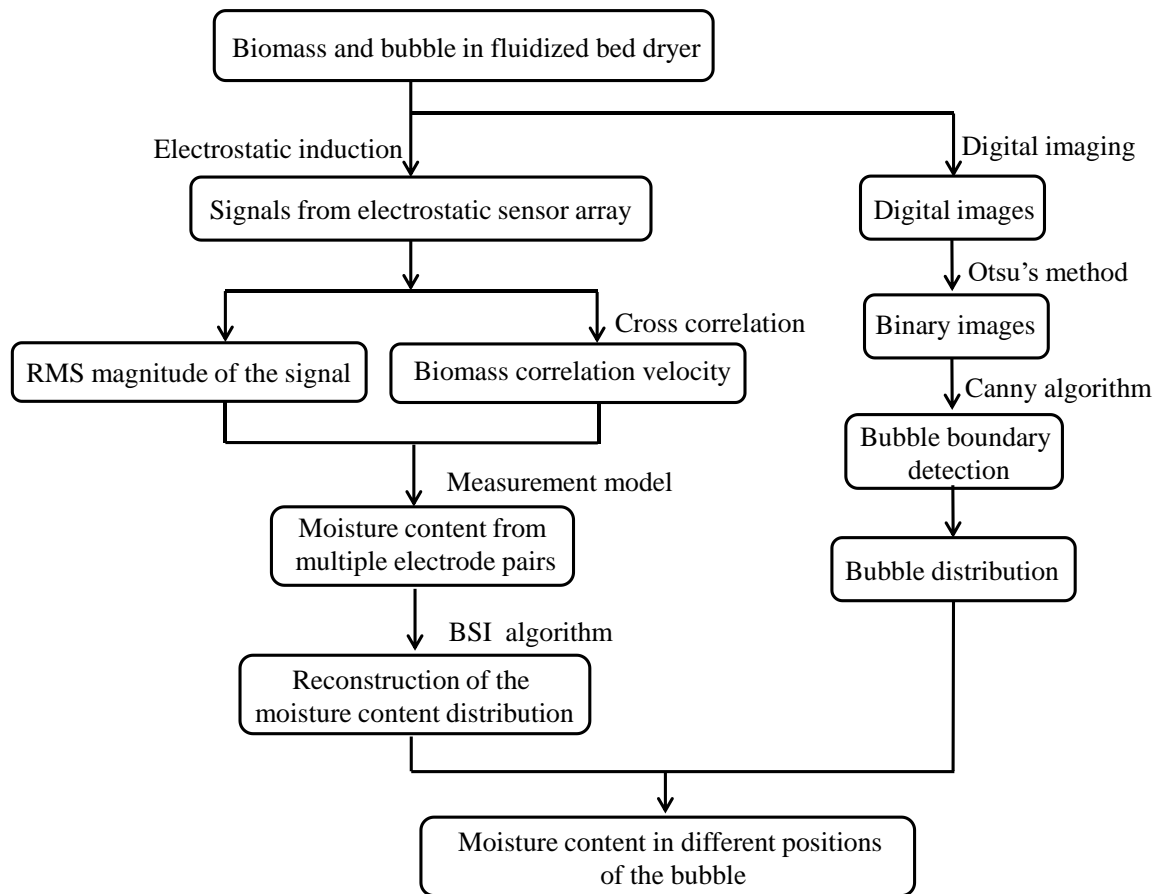 Biomass and bubble in fluidized bed dryer
Electrostatic induction
Digital imaging
Signals from electrostatic sensor array
Digital images
Otsu’s method
Cross correlation
Binary images
RMS magnitude of the signal
Biomass correlation velocity
Canny algorithm
Bubble boundary
detection
Measurement model
Moisture content from
multiple electrode pairs
Bubble distribution
BSI algorithm
Reconstruction of the
moisture content distribution
Moisture content in different positions
of the bubble